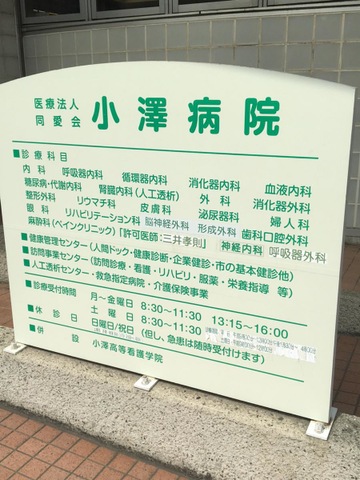 医療法人
同愛会
小澤病院
■診療科目
内科 呼吸器内科 循環器内科 消化器内科 血液内科
糖尿病・代謝内科 腎臓内科(人工透析) 外科 消化器外科
整形外科 リウマチ科 皮膚科 泌尿器科 婦人科
眼科 リハビリテーション科 脳神経外科 形成外科 歯科口腔外科
麻酔科(ペインクリニック)「許可医師:三井孝則」 神経内科 呼吸器外科
■健康管理センター(人間ドック・健康診断・企業健診・市の基本健診他)
■訪問事業センター(訪問診療・看護・リハビリ・服薬・栄養指導 等)
■人工透析センター・救急指定病院・介護保険事業
■診療受付時間 月~金曜日 8:30~11:30 13:15~16:00
土曜日 8:30~11:30
■休診日 日曜日/祝日(但し、急患は随時受付けます)
■併設 小澤高等看護学院